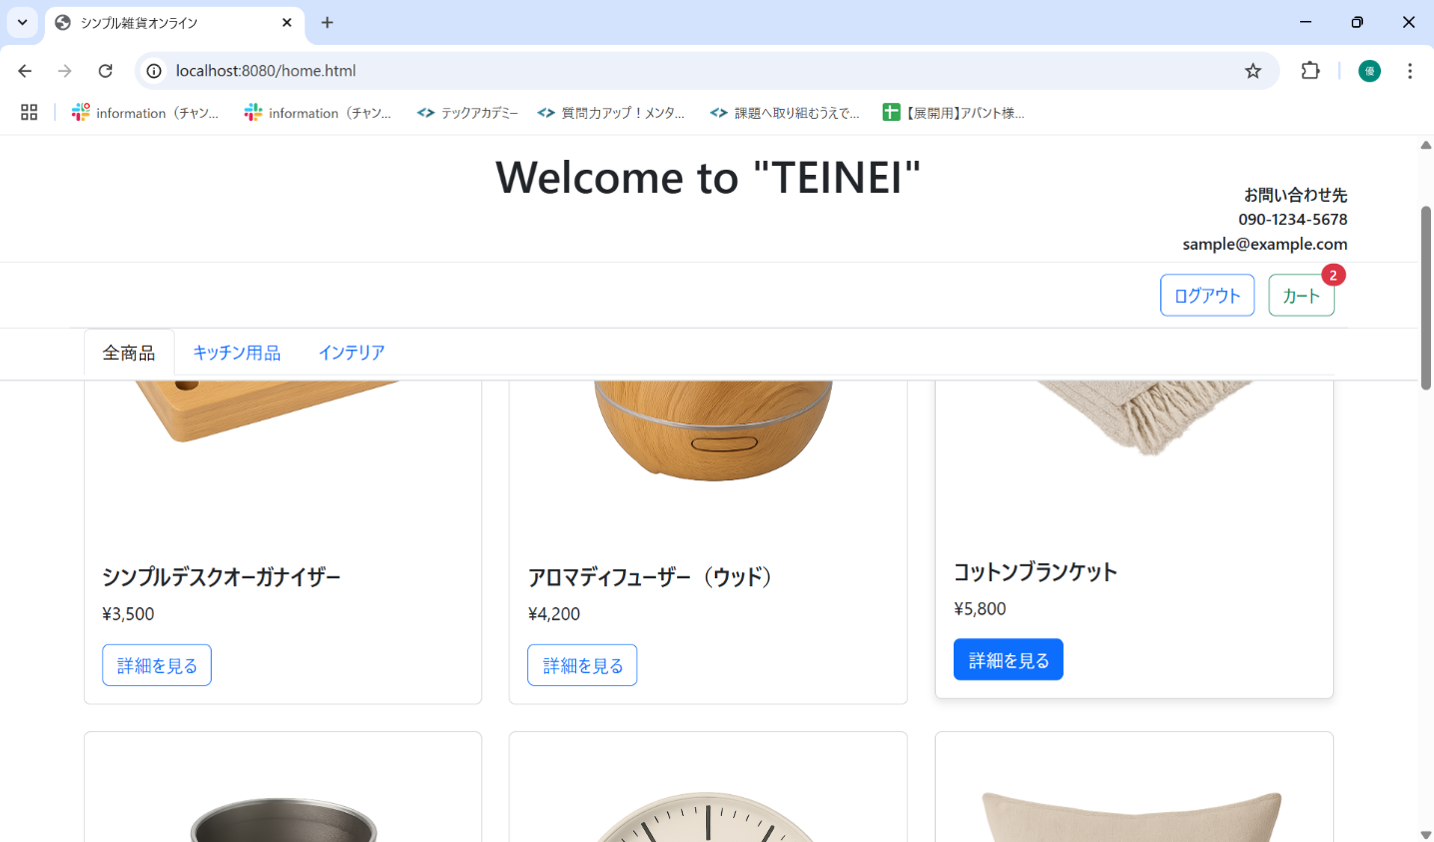 シンプル雑貨オンライン
localhost:8080/home.html
優
information（チャン...
information（チャン...
テックアカデミー
質問力アップ！メンタ...
課題へ取り組むうえで...
【展開用】アバント様...
Welcome to "TEINEI"
お問い合わせ先
090-1234-5678
sample@example.com
ログアウト
カート
2
全商品
キッチン用品
インテリア
シンプルデスクオーガナイザー
¥3,500
詳細を見る
アロマディフューザー（ウッド）
¥4,200
詳細を見る
コットンブランケット
¥5,800
詳細を見る